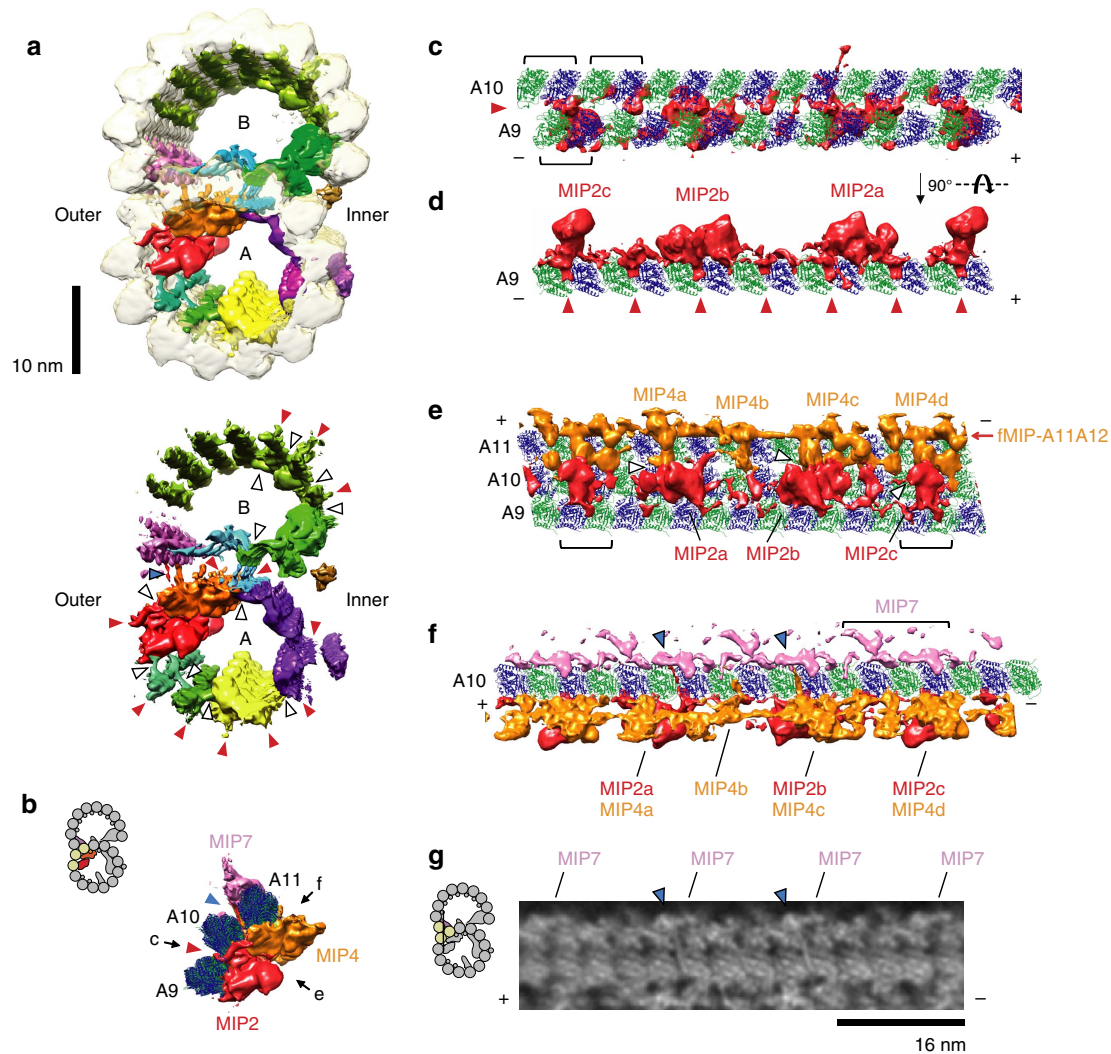 a
B
Outer
Inner
A
10 nm
B
Outer
Inner
A
b
MIP7
A11
f
A10
c
MIP4
A9
e
MIP2
c
A10
A9
– +
90°
d
MIP2c MIP2b MIP2a
A9
– +
e
MIP4a MIP4b MIP4c MIP4d
+ –
A11
fMIP-A11A12
A10
A9
MIP2a MIP2b MIP2c
f
MIP7
A10
+ –
MIP2a MIP4b MIP2b MIP2c
MIP4a MIP4c MIP4d
g
MIP7 MIP7 MIP7 MIP7
+ –
16 nm